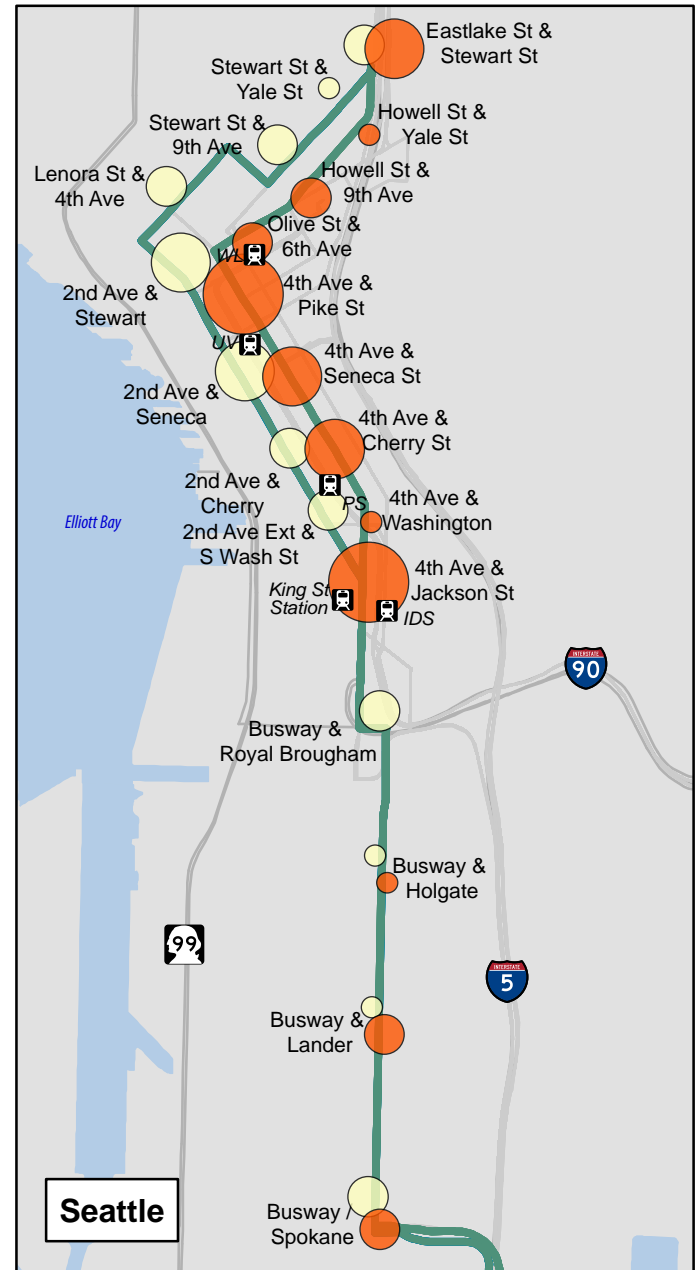 Eastlake St &
Stewart St
Stewart St &
Yale St
Howell St &
Yale St
Stewart St &
9th Ave
Howell St &
9th Ave
Lenora St &
4th Ave
Olive St &
6th Ave
WL
4th Ave &
Pike St
2nd Ave &
Stewart
UV
4th Ave &
Seneca St
2nd Ave &
Seneca
4th Ave &
Cherry St
2nd Ave &
Cherry
PS
4th Ave &
Washington
Elliott Bay
2nd Ave Ext &
S Wash St
4th Ave &
Jackson St
King St
Station
IDS
INTERSTATE
90
Busway &
Royal Brougham
Busway &
Holgate
99
INTERSTATE
5
Busway &
Lander
Busway /
Spokane
Seattle